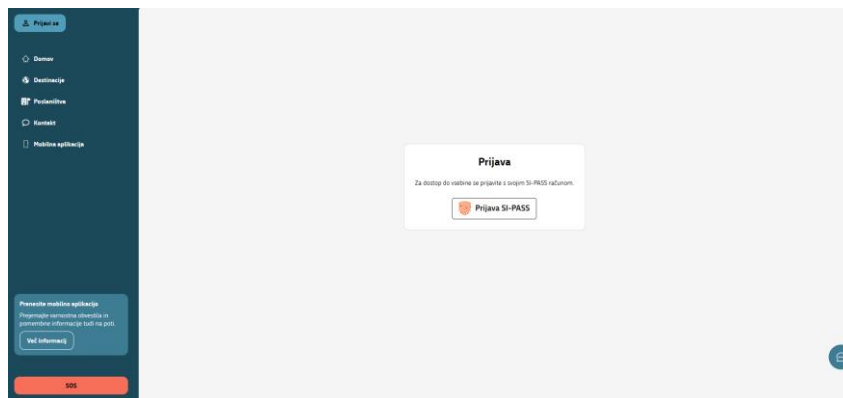 Prijavi se
Domov
Destinacije
Poslaništva
Kontakt
Mobilna aplikacija
Prenesite mobilno aplikacijo
Prejemajte varnostna obvestila in
pomembne informacije tudi na poti.
Več informacij
SOS
Prijava
Za dostop do vsebine se prijavite s svojim SI-PASS računom.
Prijava SI-PASS